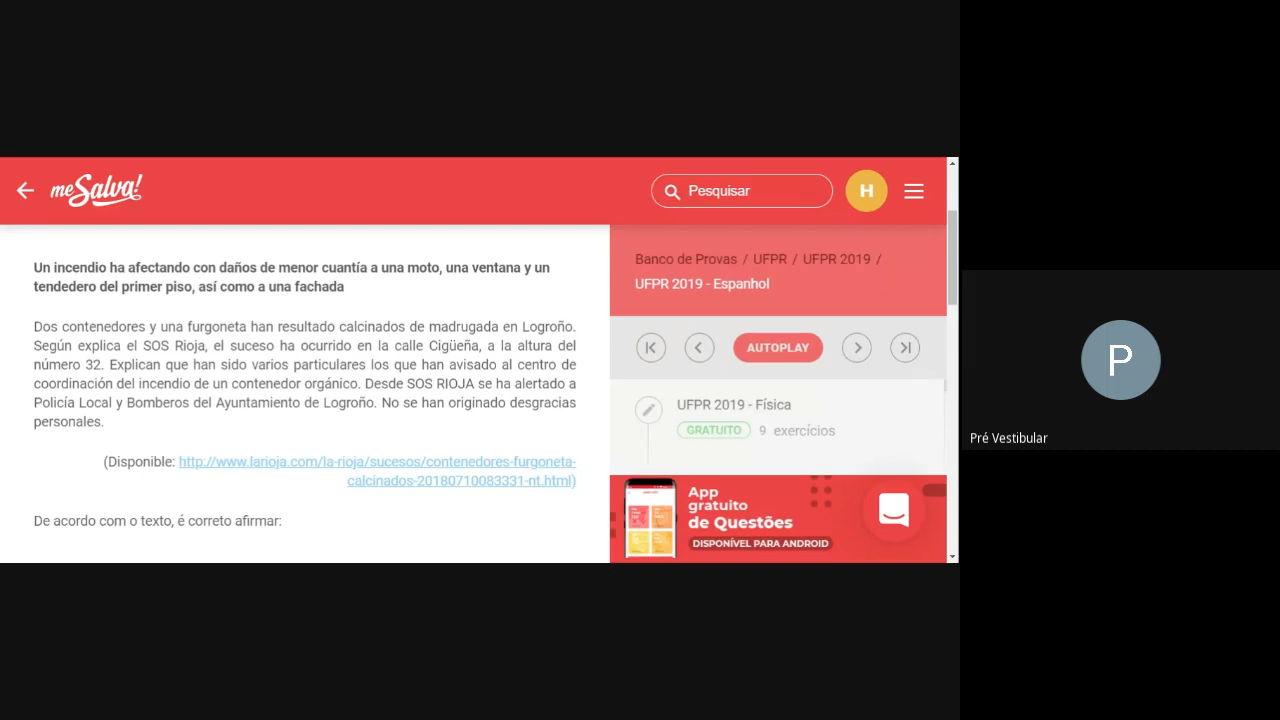 me Salva!
Pesquisar
H
Un incendio ha afectando con daños de menor cuantía a una moto, una ventana y un
tendedero del primer piso, así como a una fachada
Dos contenedores y una furgoneta han resultado calcinados de madrugada en Logroño.
Según explica el SOS Rioja, el suceso ha ocurrido en la calle Cigüeña, a la altura del
número 32. Explican que han sido varios particulares los que han avisado al centro de
coordinación del incendio de un contenedor orgánico. Desde SOS RIOJA se ha alertado a
Policía Local y Bomberos del Ayuntamiento de Logroño. No se han originado desgracias
personales.
(Disponible: http://www.larioja.com/la-rioja/sucesos/contenedores-furgoneta-
calcinados-20180710083331-nt.html)
De acordo com o texto, é correto afirmar:
Banco de Provas / UFPR / UFPR 2019 /
UFPR 2019 - Espanhol
AUTOPLAY
UFPR 2019 - Física
GRATUITO 9 exercícios
App
gratuito
de Questões
DISPONÍVEL PARA ANDROID
P
Pré Vestibular